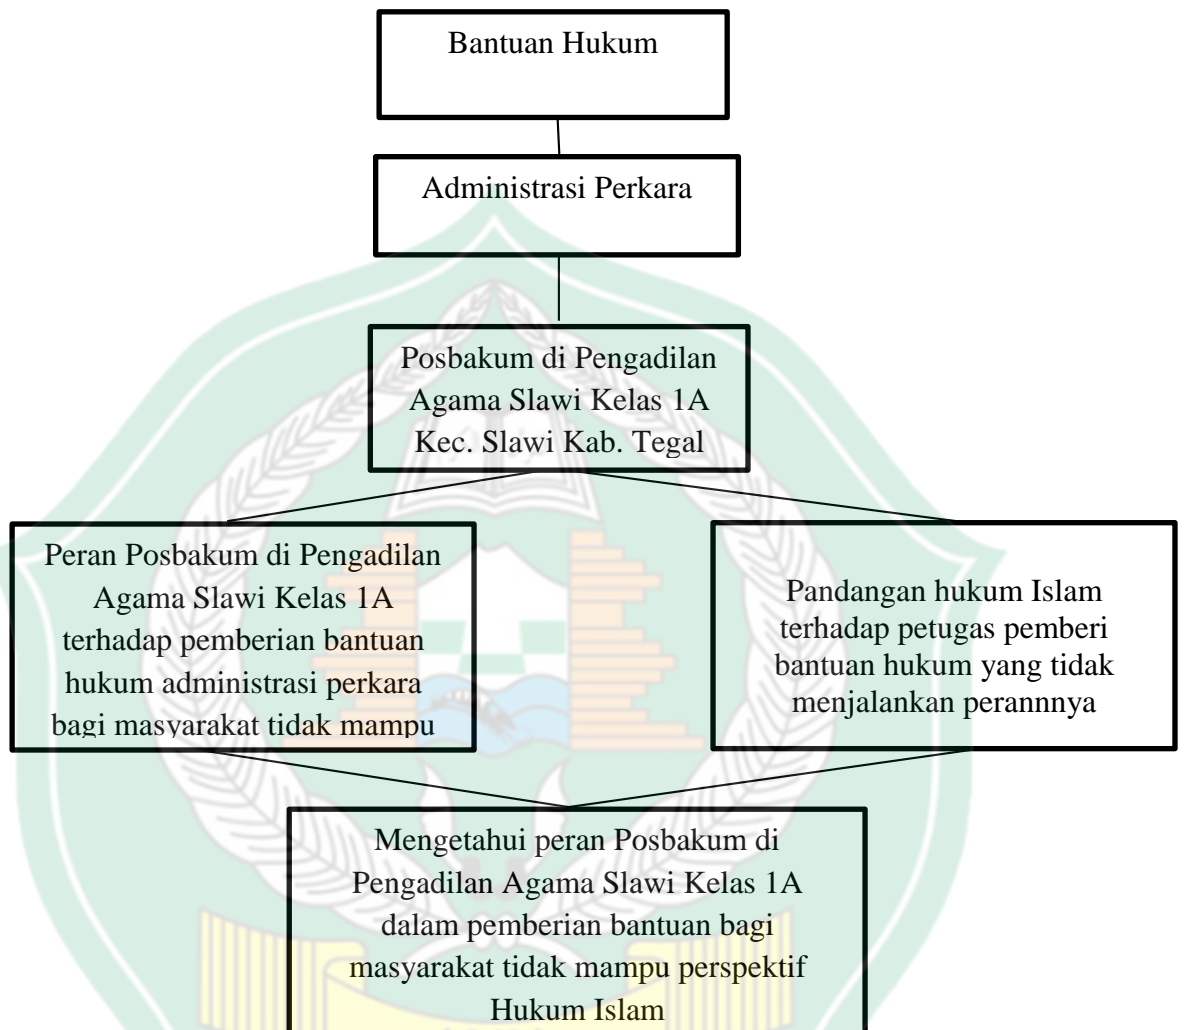 Bantuan Hukum
Administrasi Perkara
Posbakum di Pengadilan
Agama Slawi Kelas 1A
Kec. Slawi Kab. Tegal
Peran Posbakum di Pengadilan
Agama Slawi Kelas 1A
terhadap pemberian bantuan
hukum administrasi perkara
bagi masyarakat tidak mampu
Pandangan hukum Islam
terhadap petugas pemberi
bantuan hukum yang tidak
menjalankan perannnya
Mengetahui peran Posbakum di
Pengadilan Agama Slawi Kelas 1A
dalam pemberian bantuan bagi
masyarakat tidak mampu perspektif
Hukum Islam